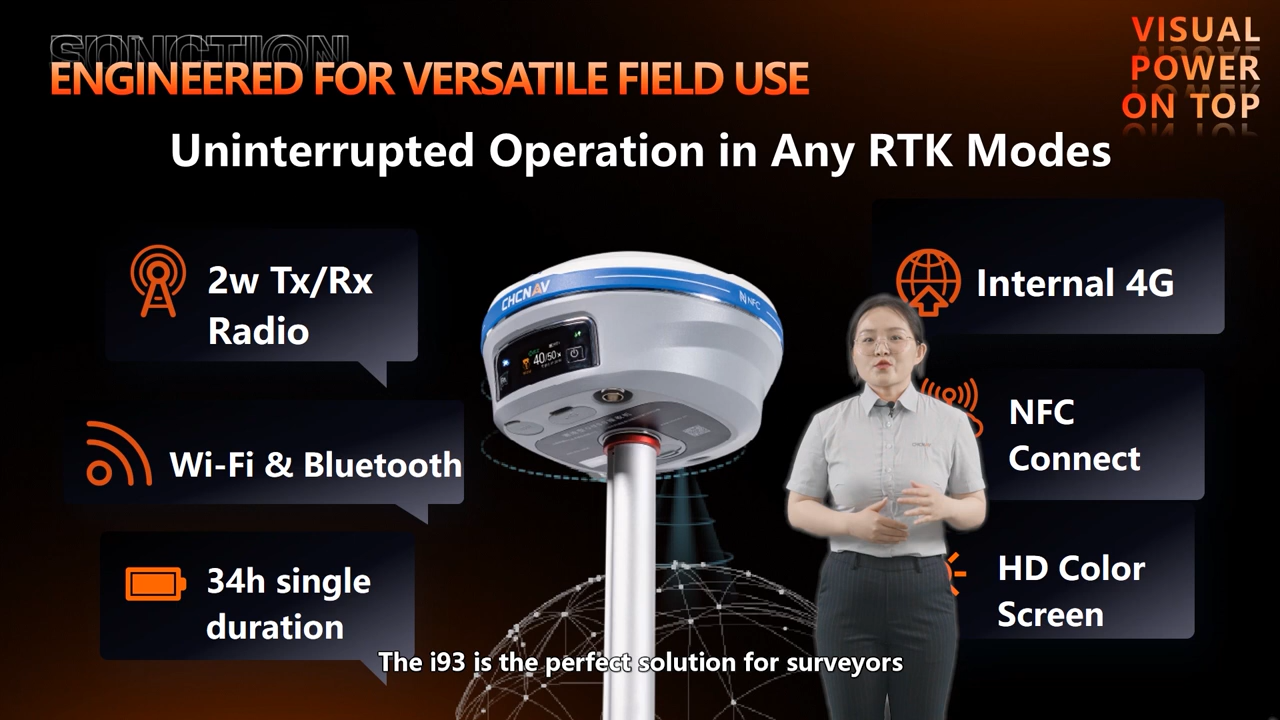 ENGINEERED FOR VERSATILE FIELD USE
VISUAL
POWER
ON TOP
Uninterrupted Operation in Any RTK Modes
2w Tx/Rx
Radio
Internal 4G
CHCNAV
NFC
40/50
NFC
Connect
Wi-Fi & Bluetooth
34h single
duration
HD Color
Screen
The i93 is the perfect solution for surveyors